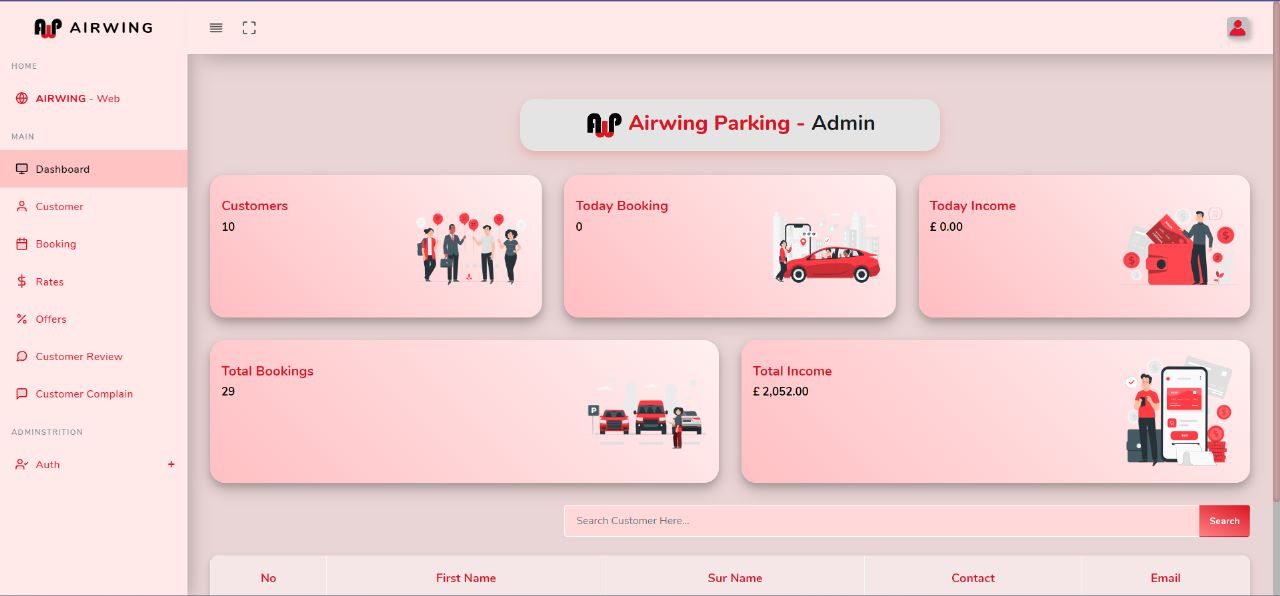 AWP AIRWING
HOME
AIRWING - Web
MAIN
Dashboard
Customer
Booking
Rates
Offers
Customer Review
Customer Complain
ADMINSTRITION
Auth +
AWP Airwing Parking - Admin
Customers
10
Today Booking
0
Today Income
£ 0.00
Total Bookings
29
P
Total Income
£ 2,052.00
Search Customer Here... Search
No First Name Sur Name Contact Email